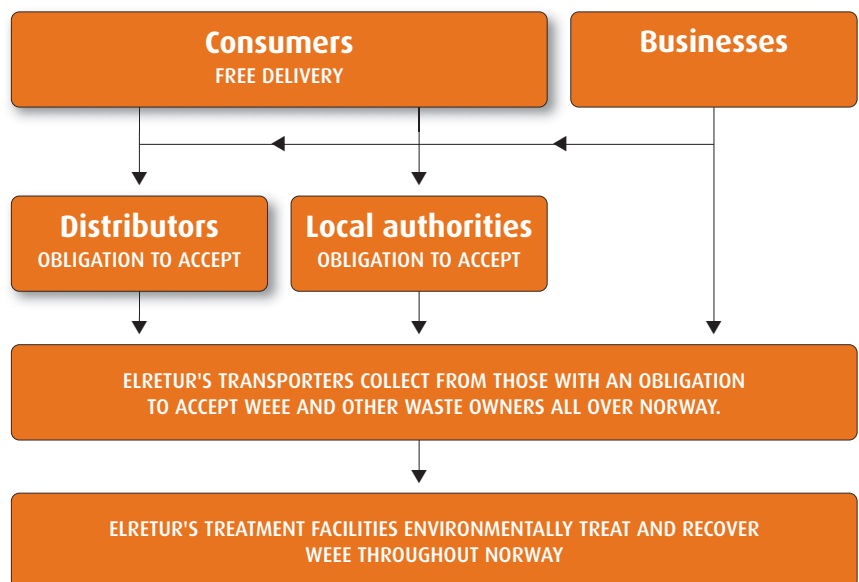 Consumers
FREE DELIVERY
Businesses
Distributors
OBLIGATION TO ACCEPT
Local authorities
OBLIGATION TO ACCEPT
ELRETUR'S TRANSPORTERS COLLECT FROM THOSE WITH AN OBLIGATION
TO ACCEPT WEEE AND OTHER WASTE OWNERS ALL OVER NORWAY.
ELRETUR'S TREATMENT FACILITIES ENVIRONMENTALLY TREAT AND RECOVER
WEEE THROUGHOUT NORWAY